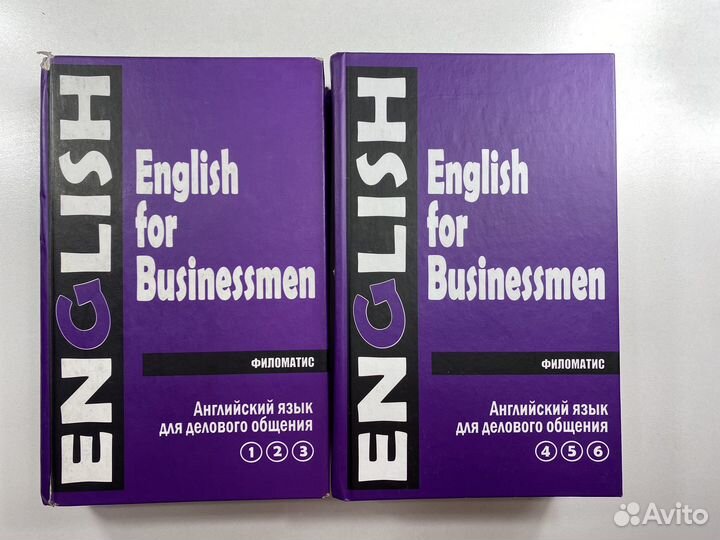 ENGLISH
English
for
Businessmen
ФИЛОМАТИС
Английский язык
для делового общения
1 2 3
ENGLISH
English
for
Businessmen
ФИЛОМАТИС
Английский язык
для делового общения
4 5 6
Avito